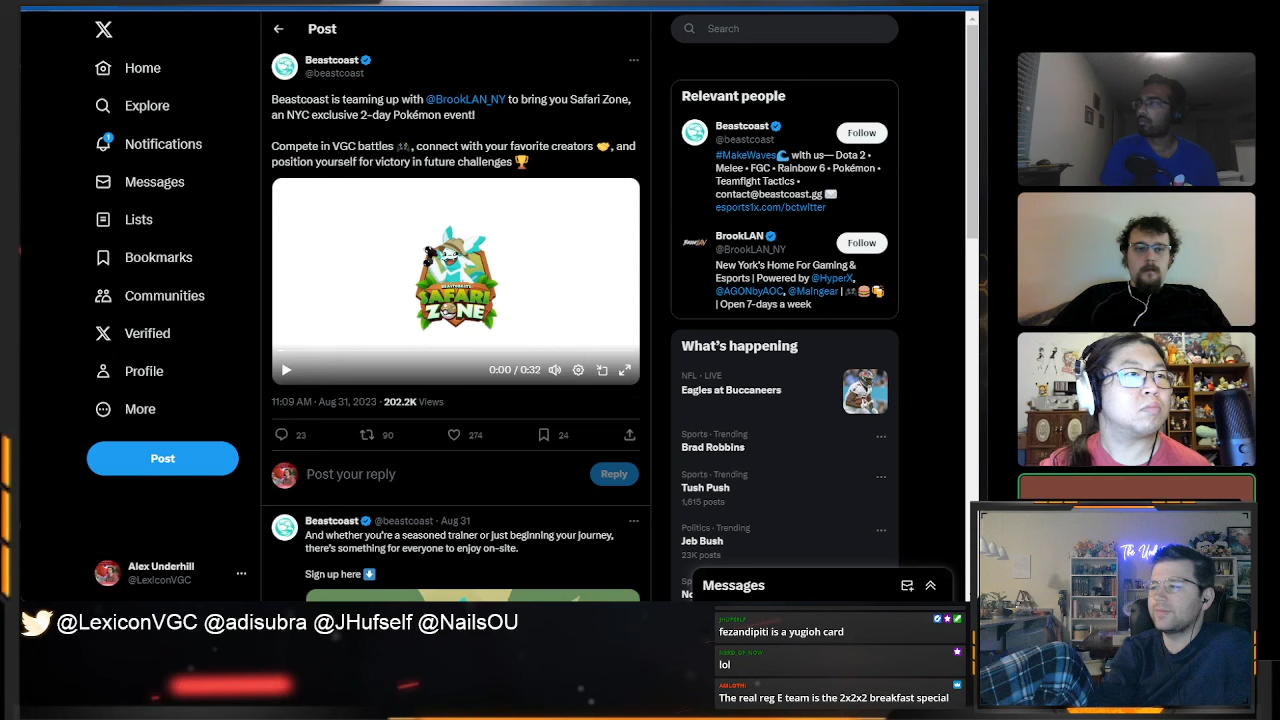 Home
Explore
1
Notifications
Messages
Lists
Bookmarks
Communities
Verified
Profile
More
Post
Alex Underhill
@LexiconVGC
Post
Beastcoast
@beastcoast
Beastcoast is teaming up with @BrookLAN_NY to bring you Safari Zone,
an NYC exclusive 2-day Pokémon event!
Compete in VGC battles 🎮, connect with your favorite creators 🤝, and
position yourself for victory in future challenges 🏆
BEASTCOAST
SAFARI
ZONE
0:00 / 0:32
11:09 AM · Aug 31, 2023 · 202.2K Views
23
90
274
24
Post your reply
Reply
Beastcoast @beastcoast · Aug 31
And whether you're a seasoned trainer or just beginning your journey,
there's something for everyone to enjoy on-site.
Sign up here ⬇️
Search
Relevant people
Beastcoast
@beastcoast
Follow
#MakeWaves🌊 with us— Dota 2 •
Melee • FGC • Rainbow 6 • Pokémon •
Teamfight Tactics •
contact@beastcoast.gg ✉️
esports1x.com/bctwitter
BrookLAN
@BrookLAN_NY
Follow
New York's Home For Gaming &
Esports | Powered by @HyperX,
@AGONbyAOC, @MaIngear | 🎮🍔🍻
| Open 7-days a week
What's happening
NFL · LIVE
Eagles at Buccaneers
Sports · Trending
Brad Robbins
Sports · Trending
Tush Push
1,615 posts
Politics · Trending
Jeb Bush
23K posts
Messages
@LexiconVGC @adisubra @JHufself @NailsOU
JHUFSELF
fezandipiti is a yugioh card
lol
The real reg E team is the 2x2x2 breakfast special